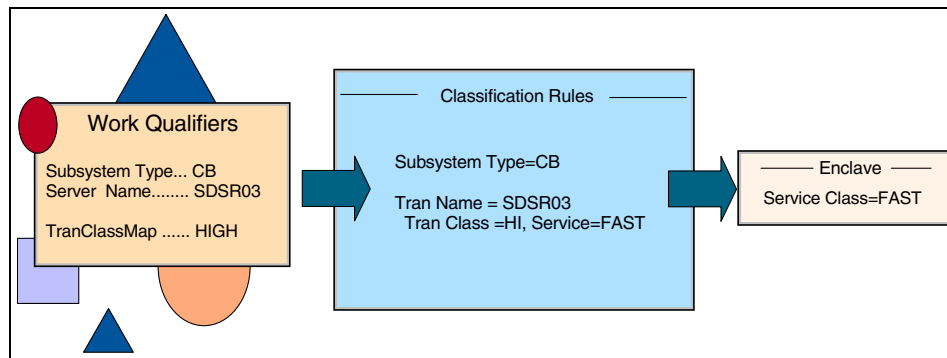 Work Qualifiers
Subsystem Type... CB
Server Name........ SDSR03
TranClassMap ...... HIGH
Classification Rules
Subsystem Type=CB
Tran Name = SDSR03
Tran Class =HI, Service=FAST
Enclave
Service Class=FAST